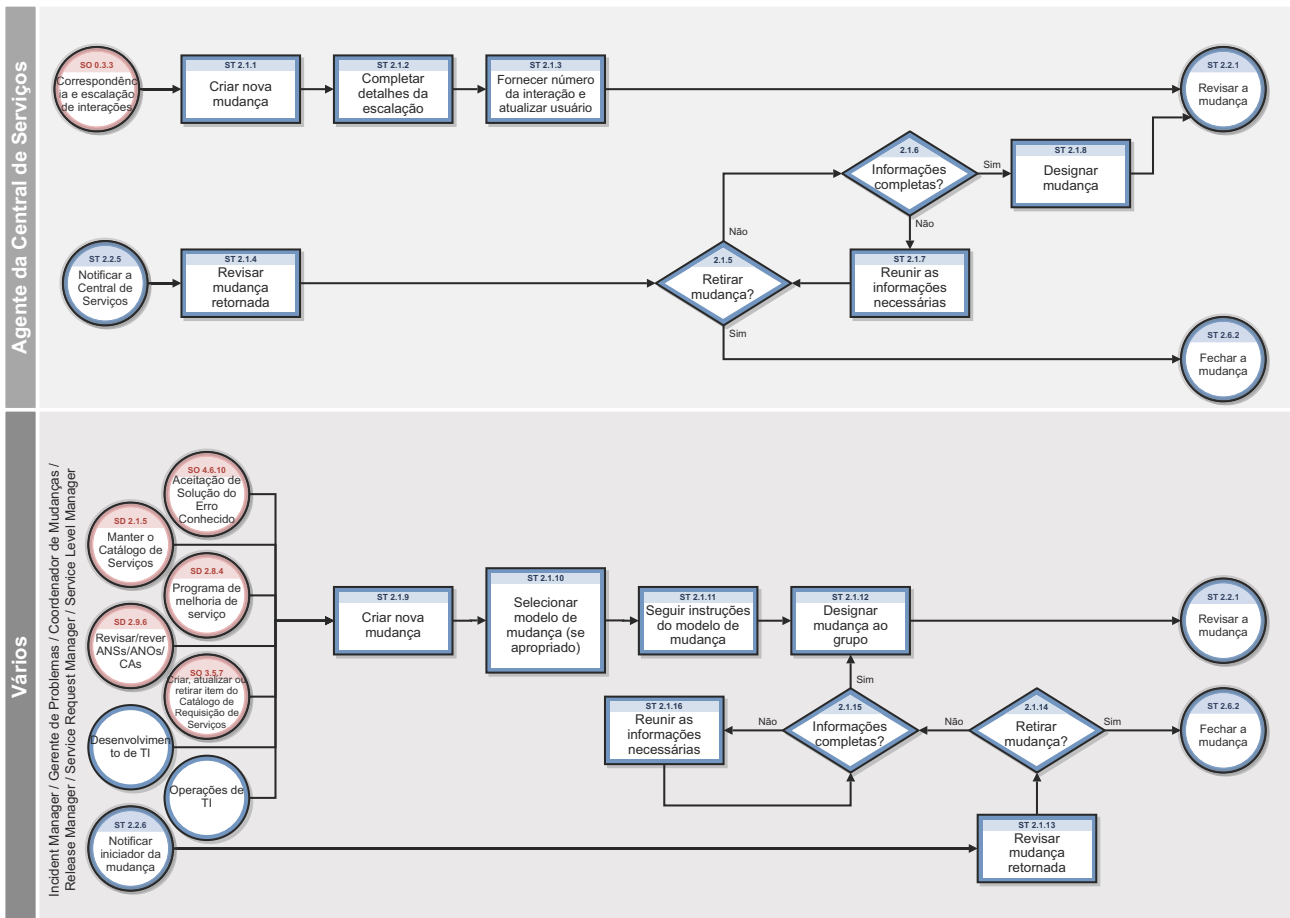 Agente da Central de Serviços
SO 0.3.3
Correspondênc
ia e escalação
de interações
ST 2.1.1
Criar nova
mudança
ST 2.1.2
Completar
detalhes da
escalação
ST 2.1.3
Fornecer número
da interação e
atualizar usuário
ST 2.2.1
Revisar a
mudança
2.1.6
Informações
completas?
Sim
ST 2.1.8
Designar
mudança
Não
Não
ST 2.2.5
Notificar a
Central de
Serviços
ST 2.1.4
Revisar
mudança
retornada
2.1.5
Retirar
mudança?
ST 2.1.7
Reunir as
informações
necessárias
Sim
ST 2.6.2
Fechar a
mudança
Vários
Incident Manager / Gerente de Problemas / Coordenador de Mudanças /
Release Manager / Service Request Manager / Service Level Manager
SO 4.6.10
Aceitação de
Solução do
Erro
Conhecido
SD 2.1.5
Manter o
Catálogo de
Serviços
SD 2.8.4
Programa de
melhoria de
serviço
SD 2.9.6
Revisar/rever
ANSs/ANOs/
CAs
SO 3.5.7
Criar, atualizar ou
retirar item do
Catálogo de
Requisição de
Serviços
Desenvolvimen
to de TI
Operações de
TI
ST 2.2.6
Notificar
iniciador da
mudança
ST 2.1.9
Criar nova
mudança
ST 2.1.10
Selecionar
modelo de
mudança (se
apropriado)
ST 2.1.11
Seguir instruções
do modelo de
mudança
ST 2.1.12
Designar
mudança ao
grupo
ST 2.2.1
Revisar a
mudança
Sim
ST 2.1.16
Reunir as
informações
necessárias
Não
2.1.15
Informações
completas?
Não
2.1.14
Retirar
mudança?
Sim
ST 2.6.2
Fechar a
mudança
ST 2.1.13
Revisar
mudança
retornada